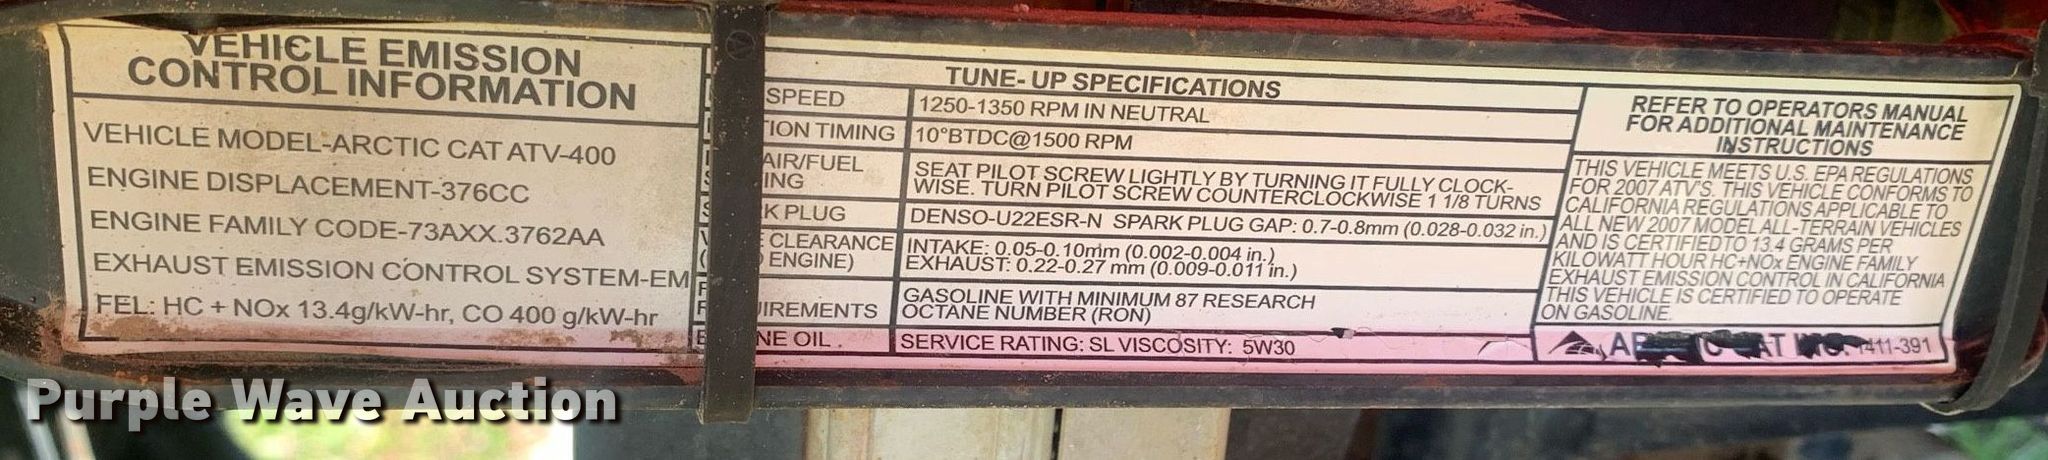 VEHICLE EMISSION
CONTROL INFORMATION
VEHICLE MODEL-ARCTIC CAT ATV-400
ENGINE DISPLACEMENT-376CC
ENGINE FAMILY CODE-73AXX.3762AA
EXHAUST EMISSION CONTROL SYSTEM-EM
FEL: HC + NOx 13.4g/kW-hr, CO 400 g/kW-hr
TUNE-UP SPECIFICATIONS
SPEED
1250-1350 RPM IN NEUTRAL
TION TIMING
10°BTDC@1500 RPM
AIR/FUEL
ING
SEAT PILOT SCREW LIGHTLY BY TURNING IT FULLY CLOCK-
WISE. TURN PILOT SCREW COUNTERCLOCKWISE 1 1/8 TURNS
K PLUG
DENSO-U22ESR-N SPARK PLUG GAP: 0.7-0.8mm (0.028-0.032 in.)
CLEARANCE
ENGINE)
INTAKE: 0.05-0.10mm (0.002-0.004 in.)
EXHAUST: 0.22-0.27 mm (0.009-0.011 in.)
UIREMENTS
GASOLINE WITH MINIMUM 87 RESEARCH
OCTANE NUMBER (RON)
NE OIL
SERVICE RATING: SL VISCOSITY: 5W30
REFER TO OPERATORS MANUAL
FOR ADDITIONAL MAINTENANCE
INSTRUCTIONS
THIS VEHICLE MEETS U.S. EPA REGULATIONS
FOR 2007 ATV'S. THIS VEHICLE CONFORMS TO
CALIFORNIA REGULATIONS APPLICABLE TO
ALL NEW 2007 MODEL ALL-TERRAIN VEHICLES
AND IS CERTIFIED TO 13.4 GRAMS PER
KILOWATT HOUR HC+NOx ENGINE FAMILY
EXHAUST EMISSION CONTROL IN CALIFORNIA
THIS VEHICLE IS CERTIFIED TO OPERATE
ON GASOLINE.
1411-391
Purple Wave Auction